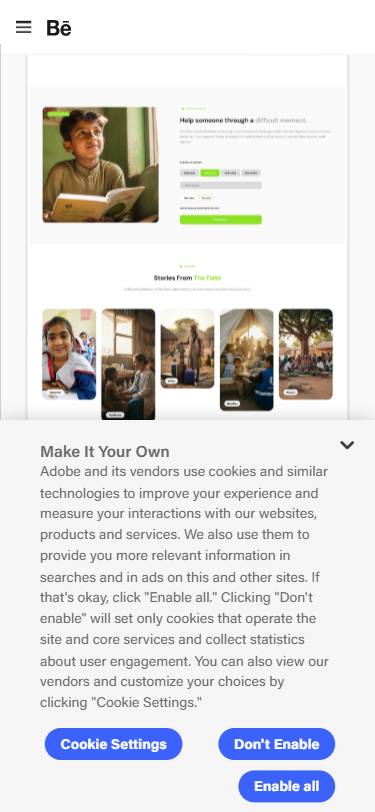 Bē
Help someone through a difficult moment.
Stories From The Field
Make It Your Own
Adobe and its vendors use cookies and similar
technologies to improve your experience and
measure your interactions with our websites,
products and services. We also use them to
provide you more relevant information in
searches and in ads on this and other sites. If
that's okay, click "Enable all." Clicking "Don't
enable" will set only cookies that operate the
site and core services and collect statistics
about user engagement. You can also view our
vendors and customize your choices by
clicking "Cookie Settings."
Cookie Settings
Don't Enable
Enable all